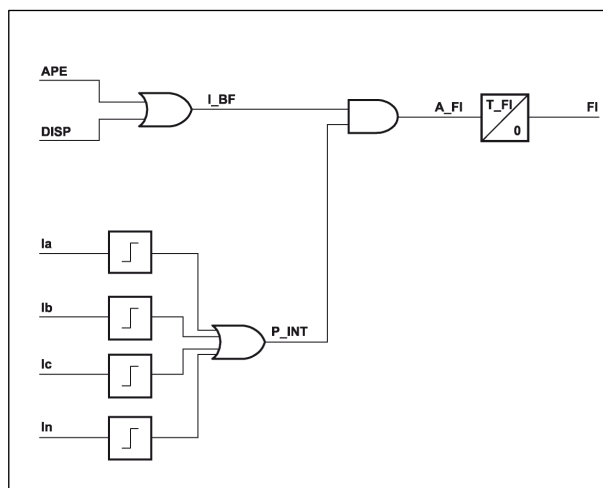 APE
I_BF
DISP
A_FI
T_FI
0
FI
Ia
Ib
P_INT
Ic
In